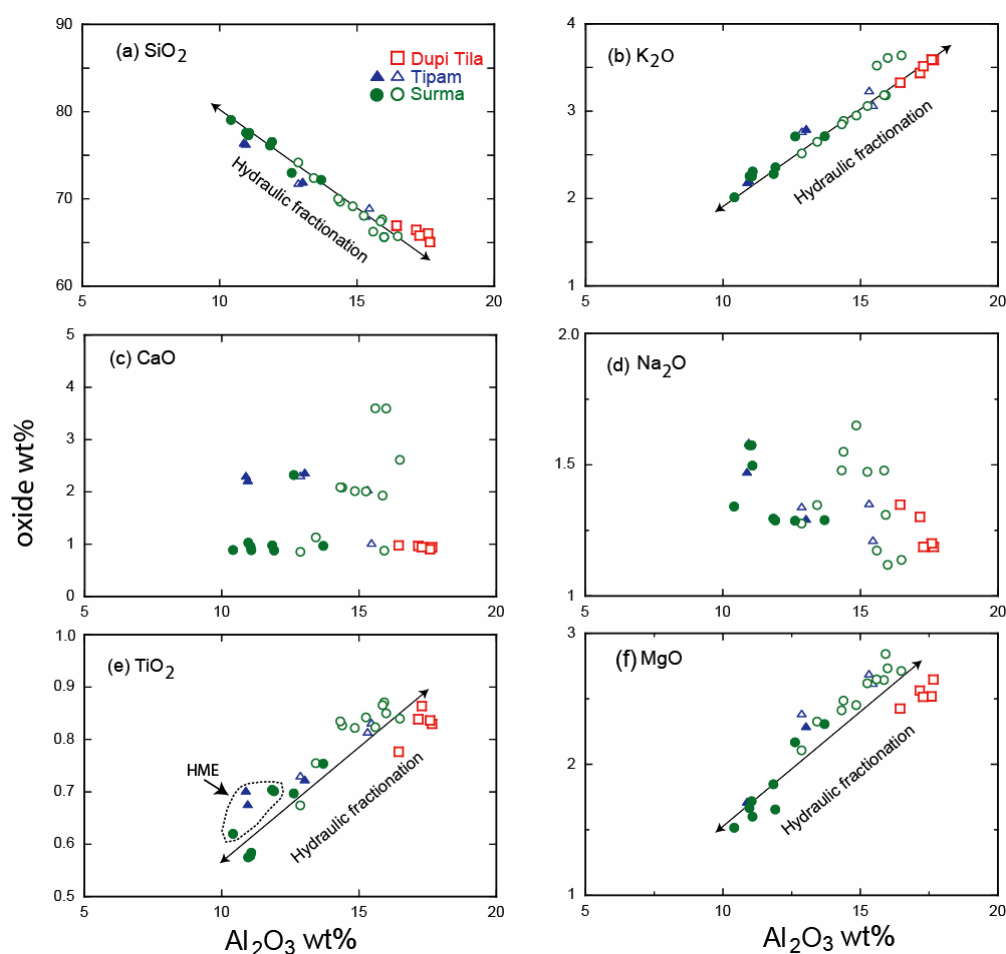 (a) SiO2
Dupi Tila
Tipam
Surma
Hydraulic fractionation
90
80
70
60
5 10 15 20
(b) K2O
Hydraulic fractionation
4
3
2
1
5 10 15 20
oxide wt%
(c) CaO
5
4
3
2
1
0
5 10 15 20
(d) Na2O
2.0
1.5
1
5 10 15 20
(e) TiO2
HME
Hydraulic fractionation
1.0
0.9
0.8
0.7
0.6
0.5
5 10 15 20
Al2O3 wt%
(f) MgO
Hydraulic fractionation
3
2
1
5 10 15 20
Al2O3 wt%